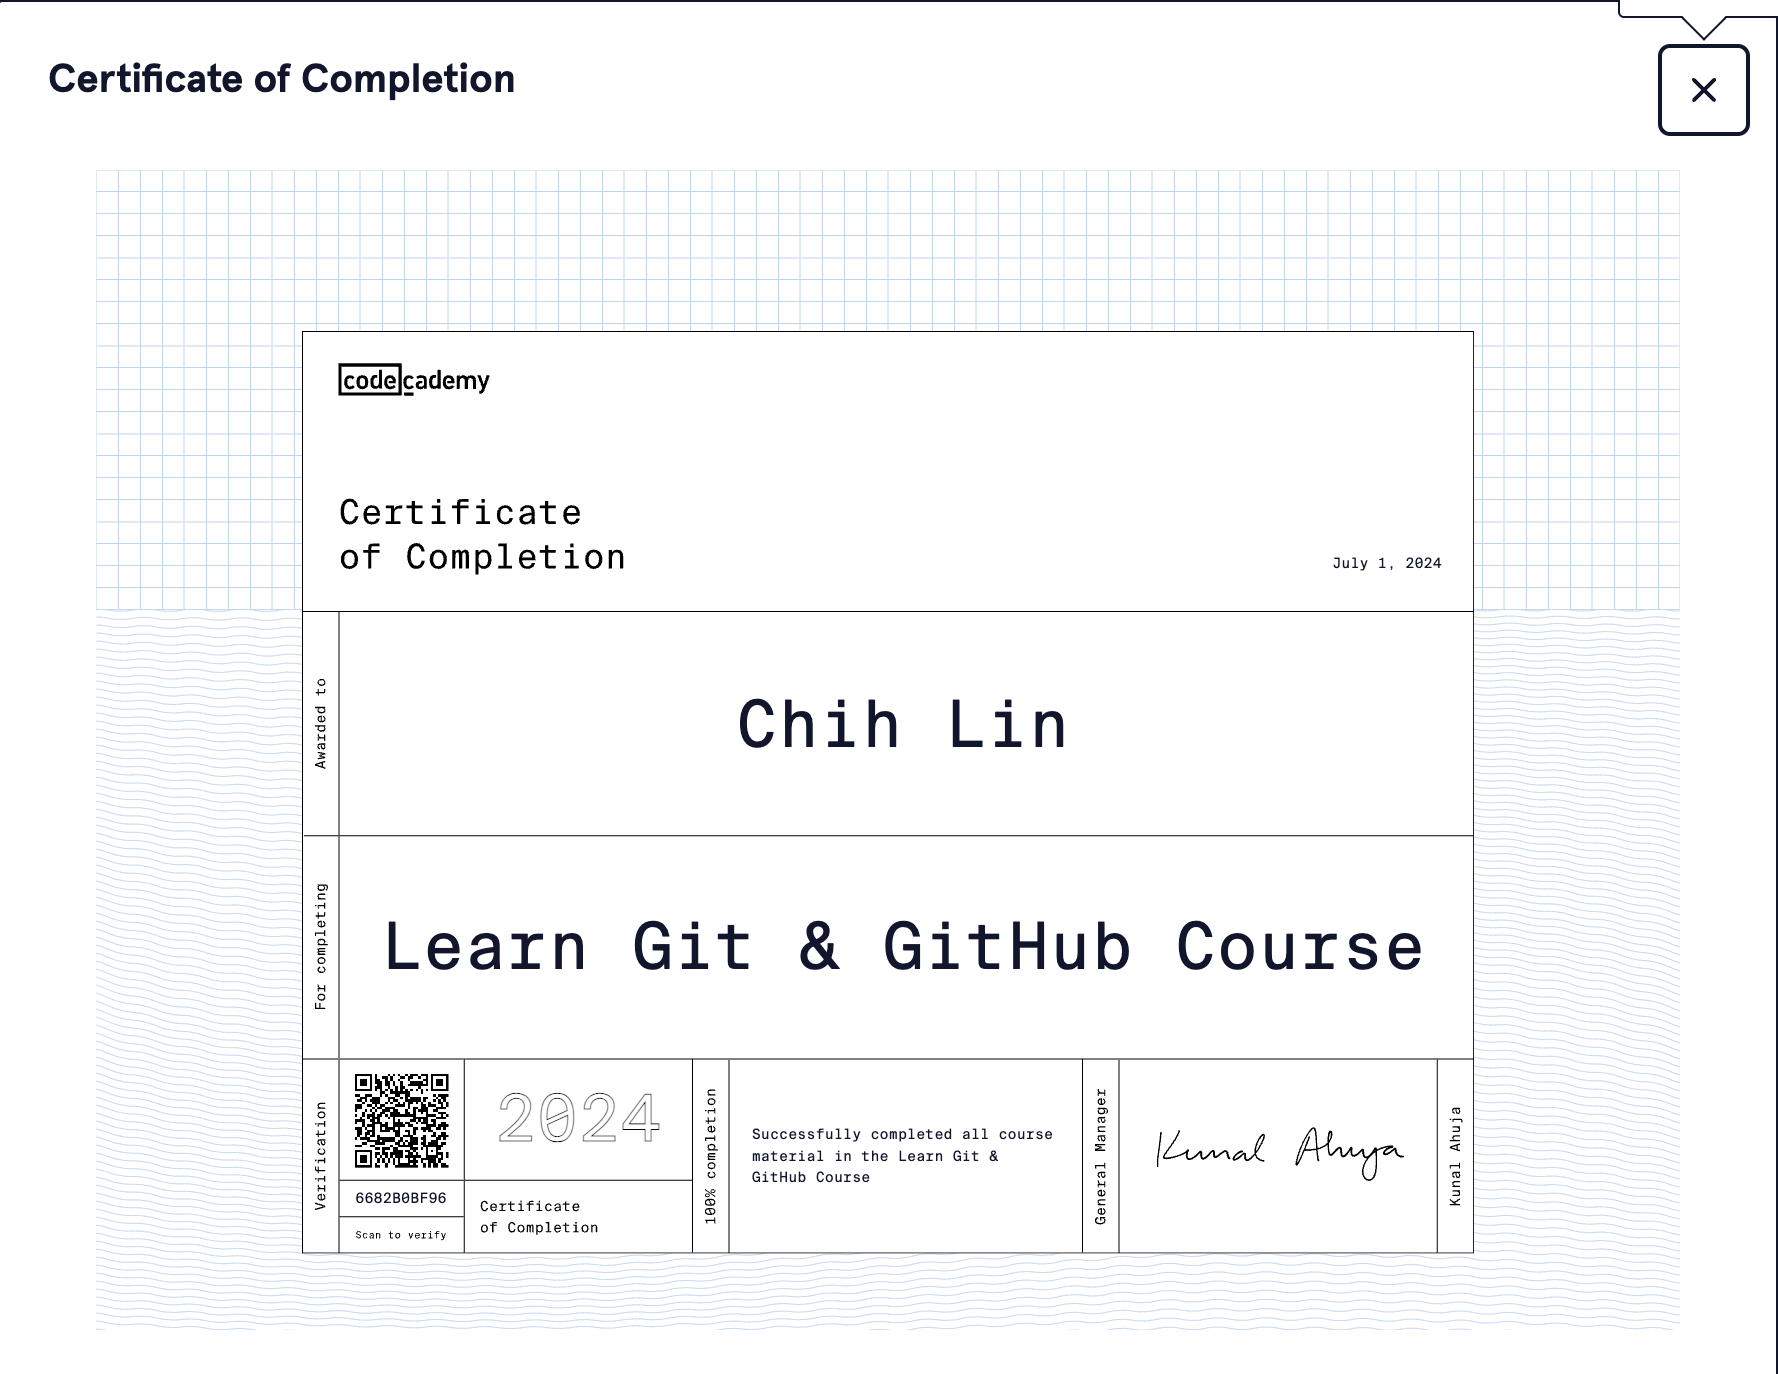 Certificate of Completion
codecademy
Certificate
of Completion
July 1, 2024
Awarded to
Chih Lin
For completing
Learn Git & GitHub Course
Verification
6682B0BF96
Scan to verify
2024
Certificate
of Completion
100% completion
Successfully completed all course
material in the Learn Git &
GitHub Course
General Manager
Kunal Ahuja
Kunal Ahuja